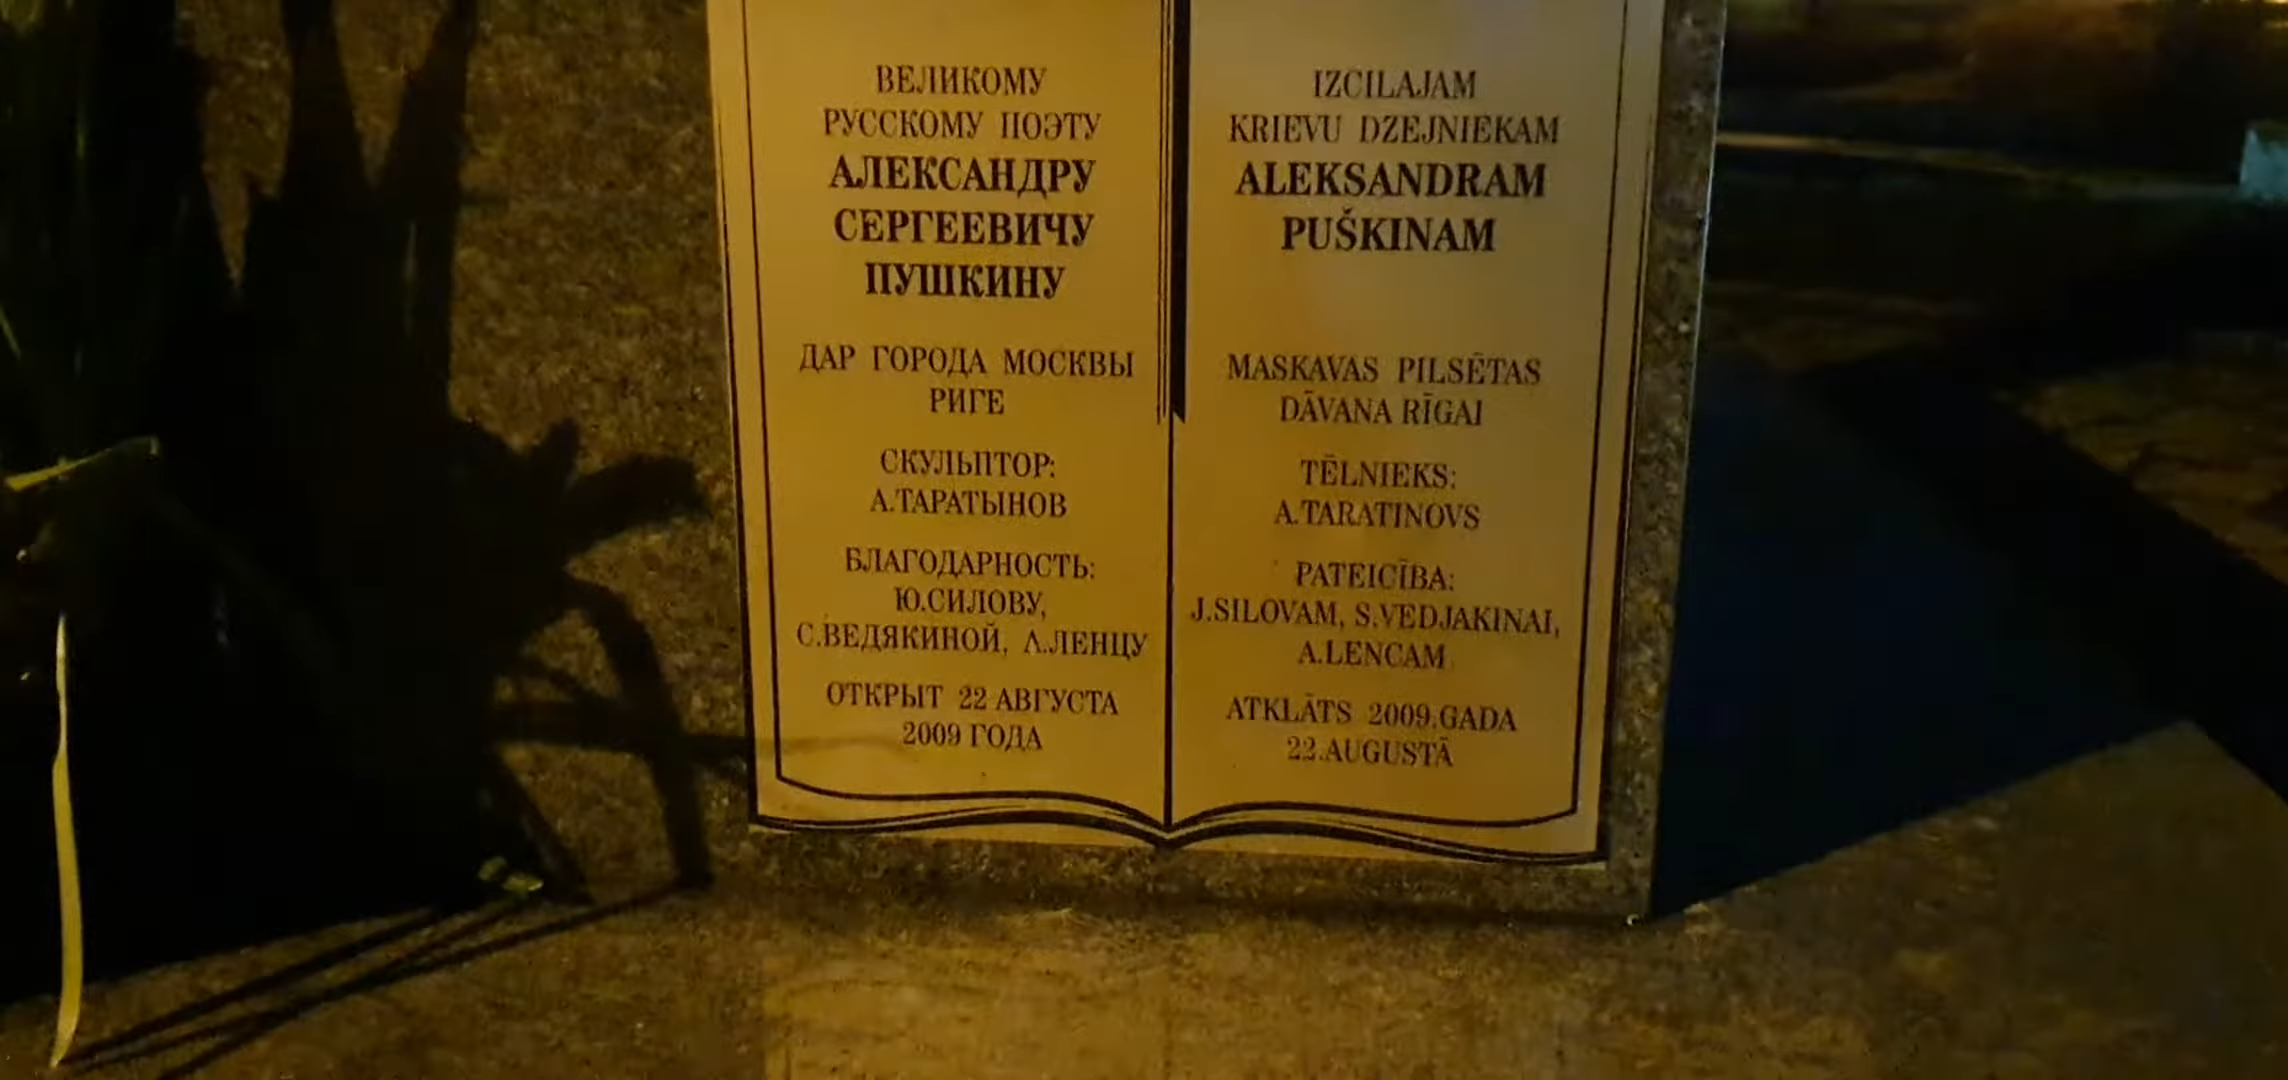 ВЕЛИКОМУ
РУССКОМУ ПОЭТУ
АЛЕКСАНДРУ
СЕРГЕЕВИЧУ
ПУШКИНУ
ДАР ГОРОДА МОСКВЫ
РИГЕ
СКУЛЬПТОР:
А.ТАРАТЫНОВ
БЛАГОДАРНОСТЬ:
Ю.СИЛОВУ,
С.ВЕДЯКИНОЙ, А.ЛЕНЦУ
ОТКРЫТ 22 АВГУСТА
2009 ГОДА
IZCILAJAM
KRIEVU DZEJNIEKAM
ALEKSANDRAM
PUŠKINAM
MASKAVAS PILSĒTAS
DĀVANA RĪGAI
TĒLNIEKS:
A.TARATINOVS
PATEICĪBA:
J.SILOVAM, S.VEDJAKINAI,
A.LENCAM
ATKLĀTS 2009.GADA
22.AUGUSTĀ